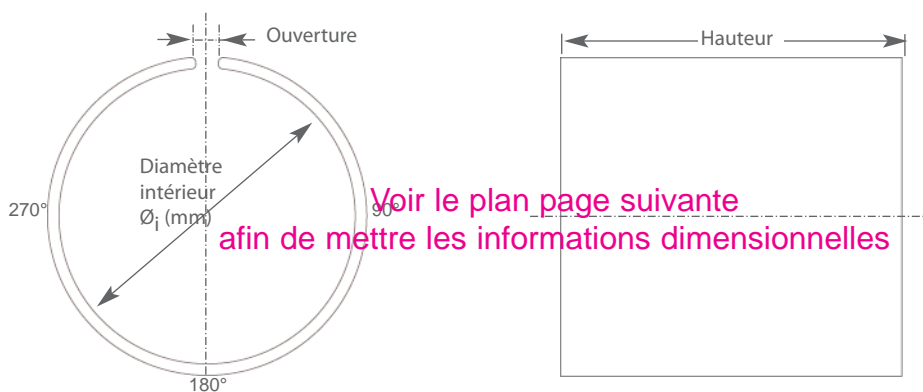 Ouverture
Hauteur
Diamètre
intérieur
Øi (mm)
270°
90°
Voir le plan page suivante
afin de mettre les informations dimensionnelles
180°